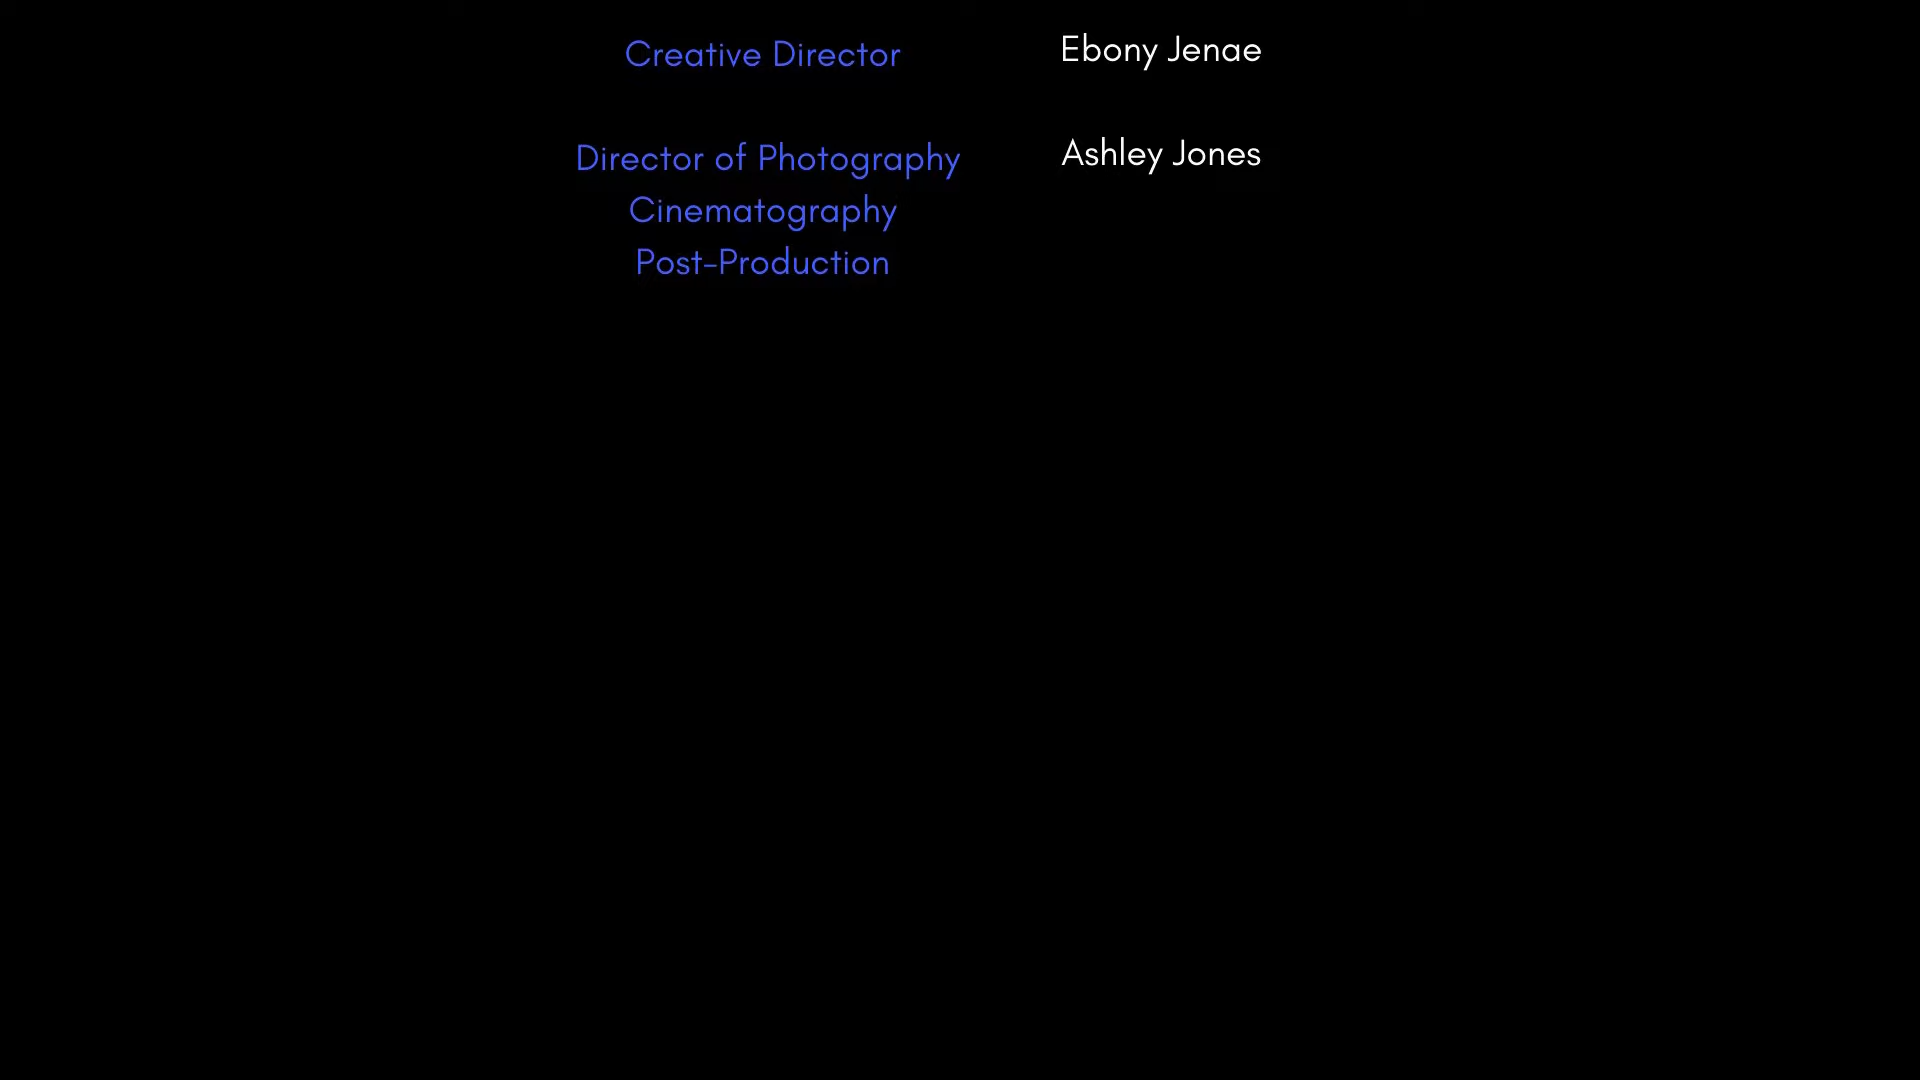 Creative Director Ebony Jenae
Director of Photography Ashley Jones
Cinematography
Post-Production